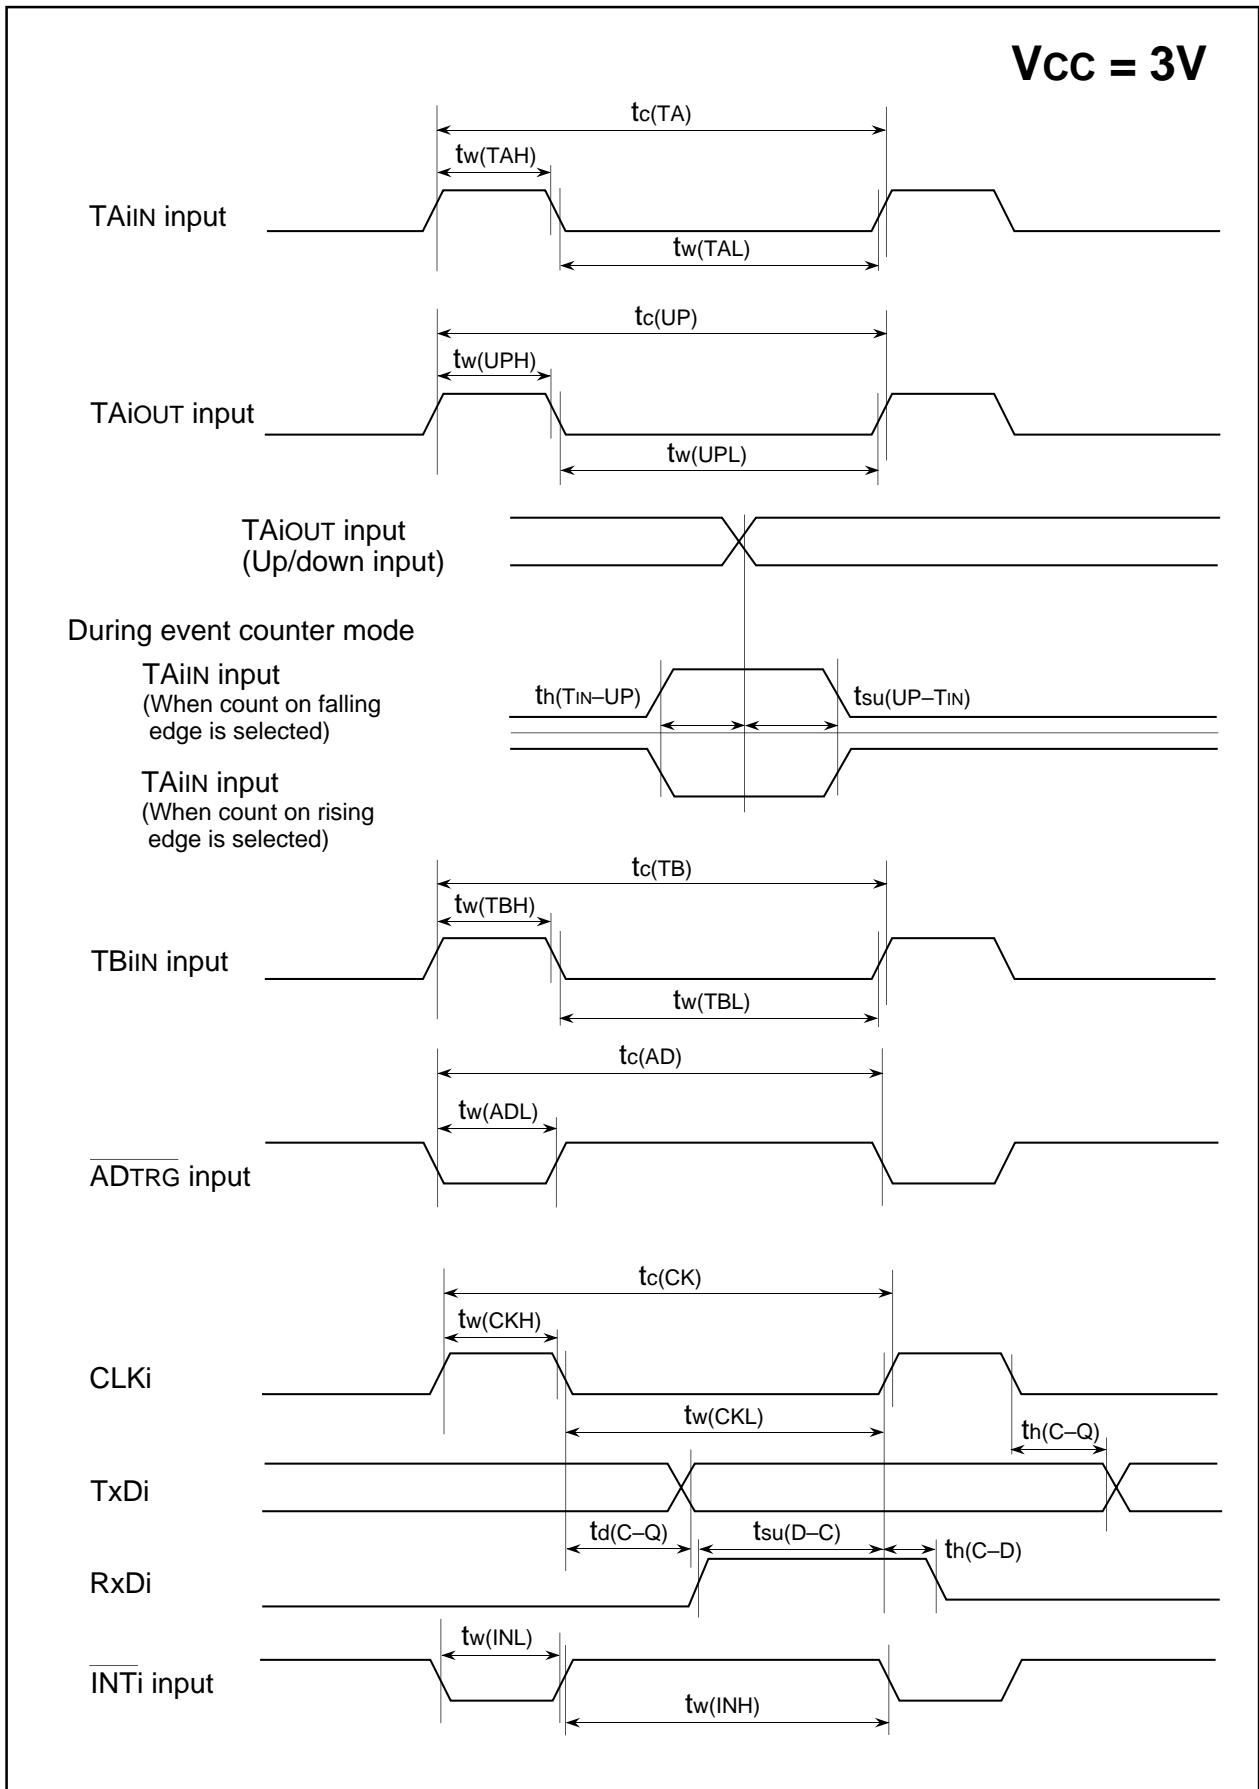 VCC = 3V
tc(TA)
tw(TAH)
TAiIN input
tw(TAL)
tc(UP)
tw(UPH)
TAiOUT input
tw(UPL)
TAiOUT input
(Up/down input)
During event counter mode
TAiIN input
(When count on falling
edge is selected)
th(TIN–UP)
tsu(UP–TIN)
TAiIN input
(When count on rising
edge is selected)
tc(TB)
tw(TBH)
TBiIN input
tw(TBL)
tc(AD)
tw(ADL)
ADTRG input
tc(CK)
tw(CKH)
CLKi
tw(CKL)
th(C–Q)
TxDi
td(C–Q)
tsu(D–C)
th(C–D)
RxDi
tw(INL)
INTi input
tw(INH)